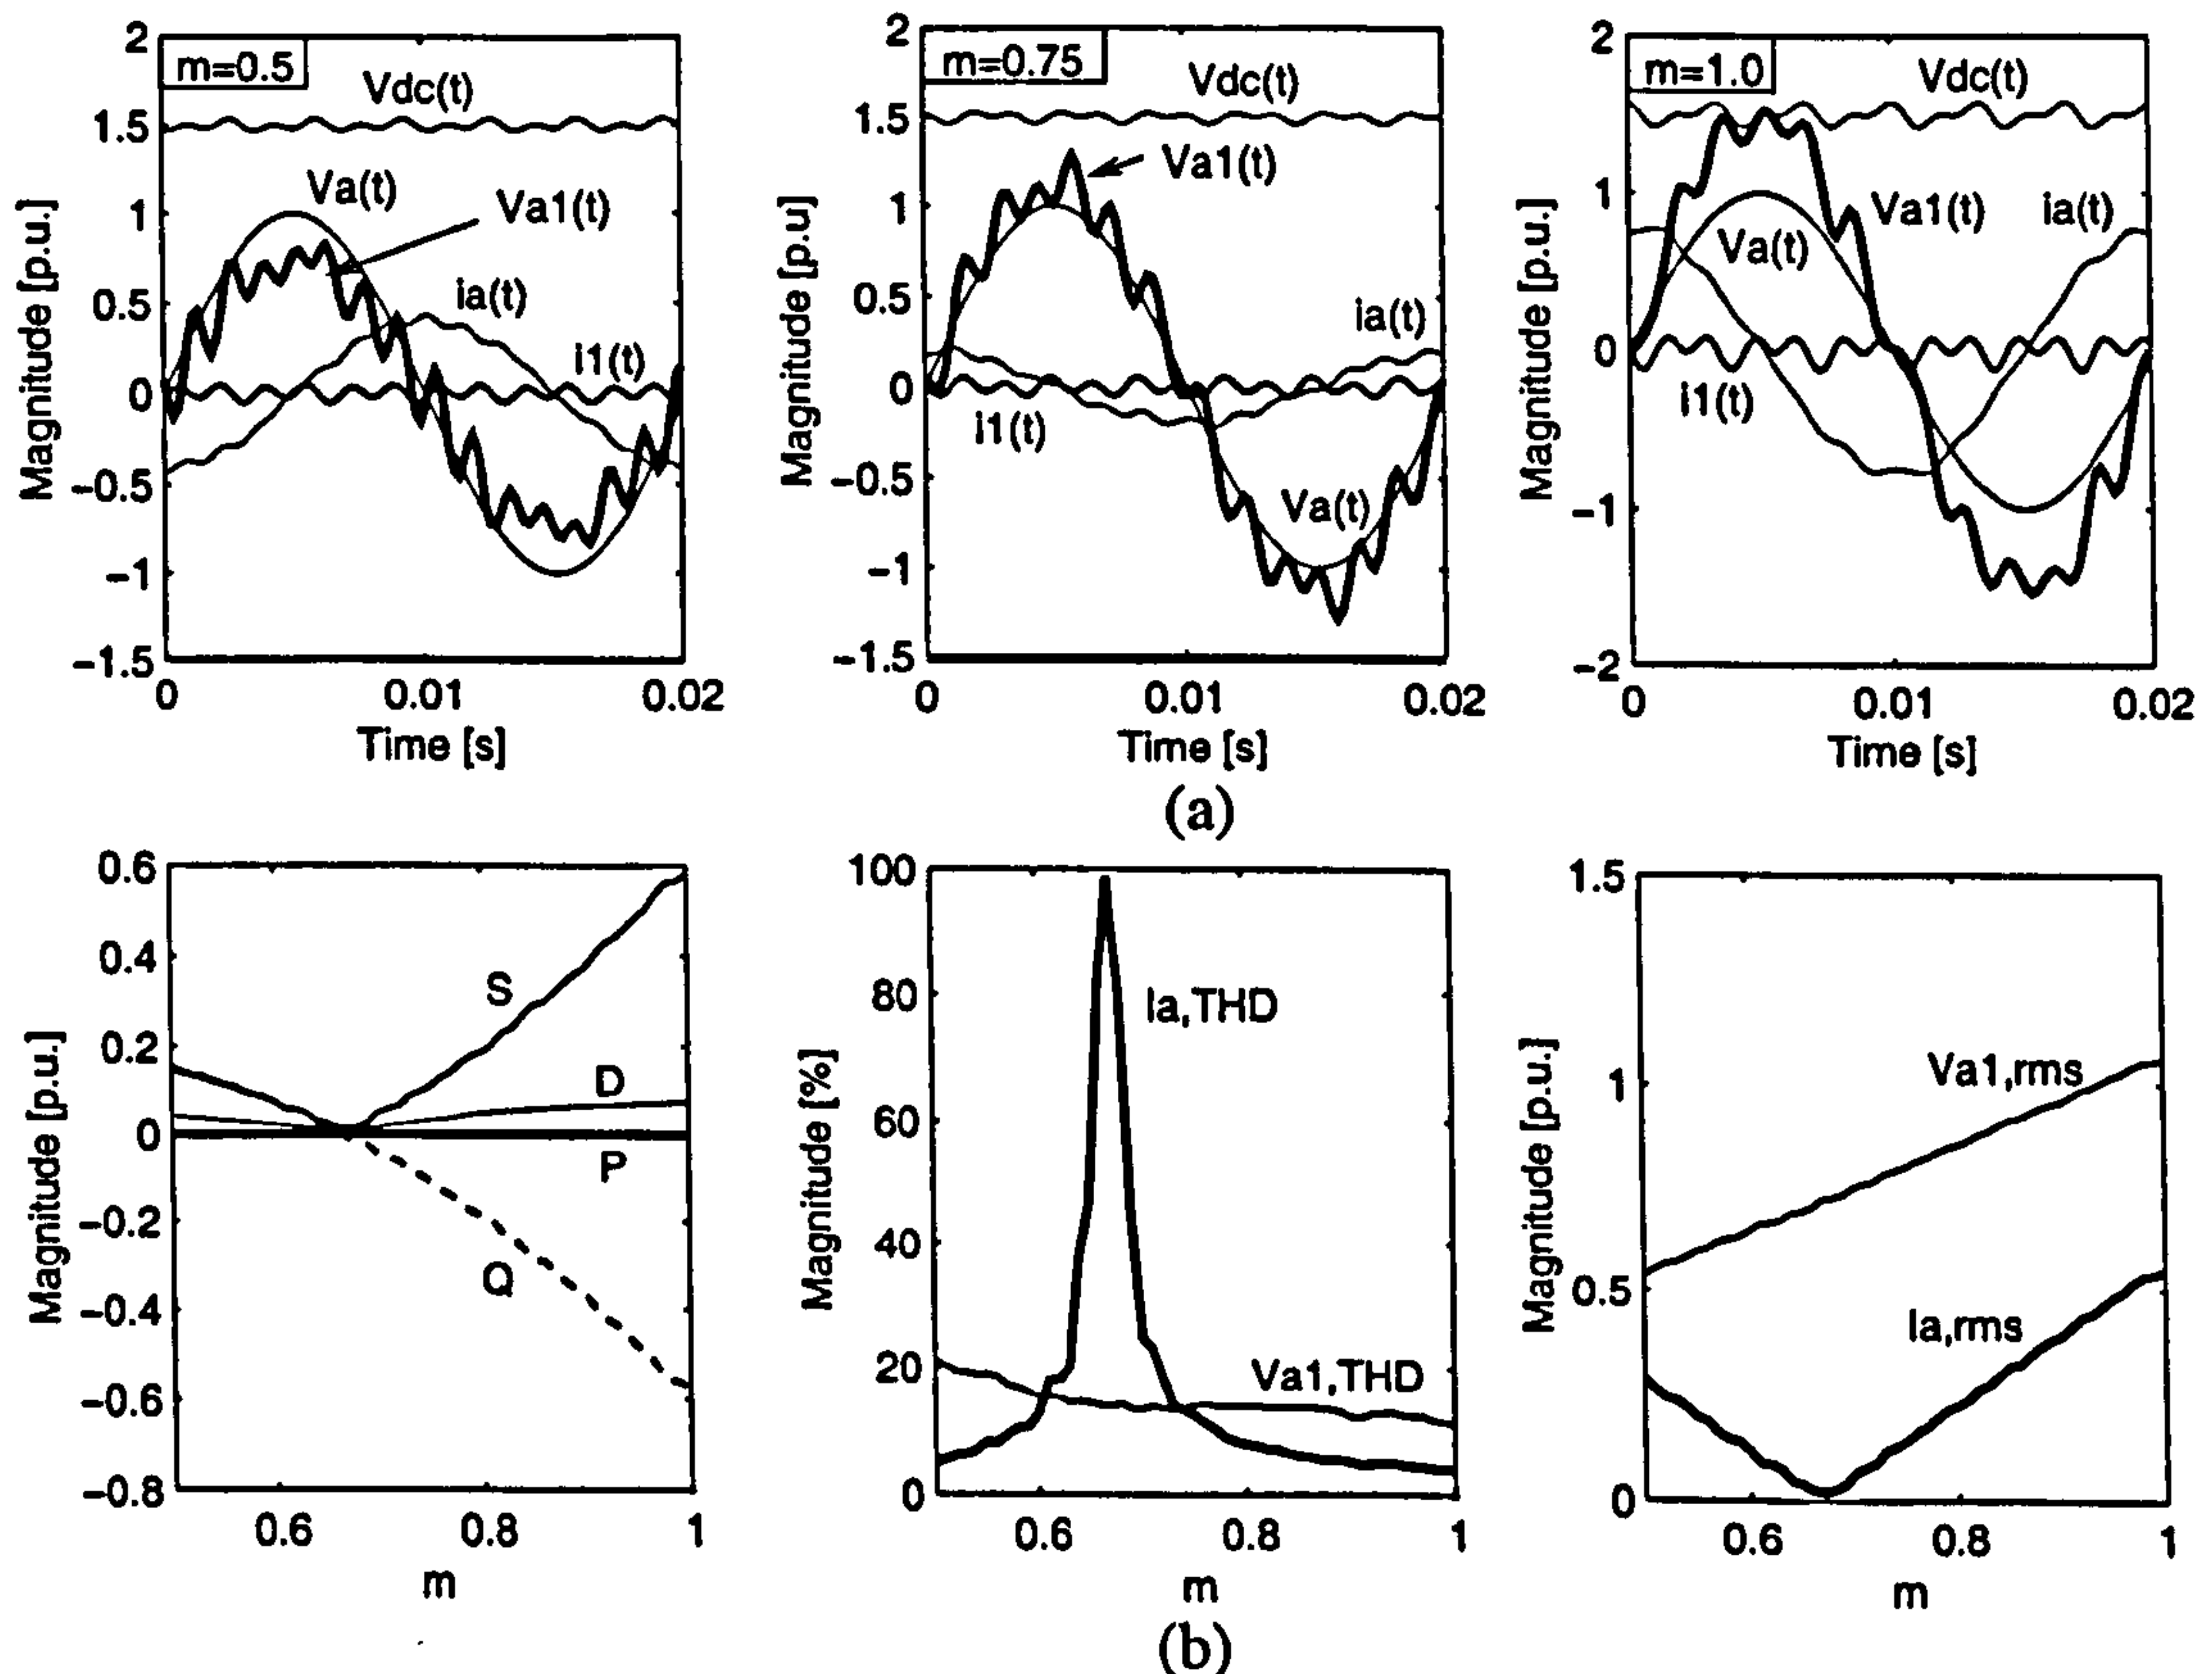 m=0.5
Vdc(t)
Va(t)
Va1(t)
ia(t)
i1(t)
2
1.5
1
0.5
0
−0.5
−1
−1.5
0
0.01
0.02
Magnitude [p.u.]
Time [s]
m=0.75
Vdc(t)
Va1(t)
ia(t)
i1(t)
Va(t)
2
1.5
1
0.5
0
−0.5
−1
−1.5
0
0.01
0.02
Magnitude [p.u]
Time [s]
m=1.0
Vdc(t)
Va1(t)
ia(t)
Va(t)
i1(t)
2
1
0
−1
−2
0
0.01
0.02
Magnitude [p.u.]
Time [s]
(a)
0.6
0.4
0.2
0
−0.2
−0.4
−0.6
−0.8
S
D
P
Q
0.6
0.8
1
Magnitude [p.u.]
m
100
80
60
40
20
0
Ia,THD
Va1,THD
0.6
0.8
1
Magnitude [%]
m
1.5
1
0.5
0
Va1,rms
Ia,rms
0.6
0.8
1
Magnitude [p.u.]
m
(b)